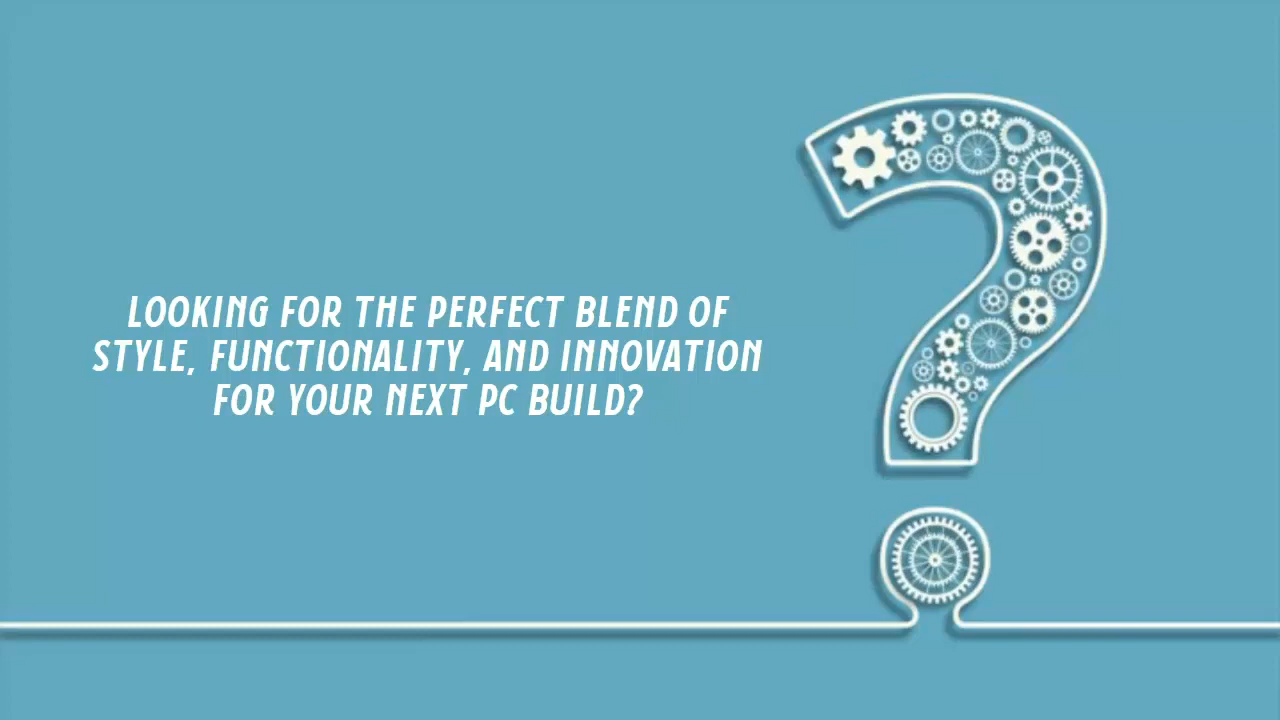 LOOKING FOR THE PERFECT BLEND OF
STYLE, FUNCTIONALITY, AND INNOVATION
FOR YOUR NEXT PC BUILD?